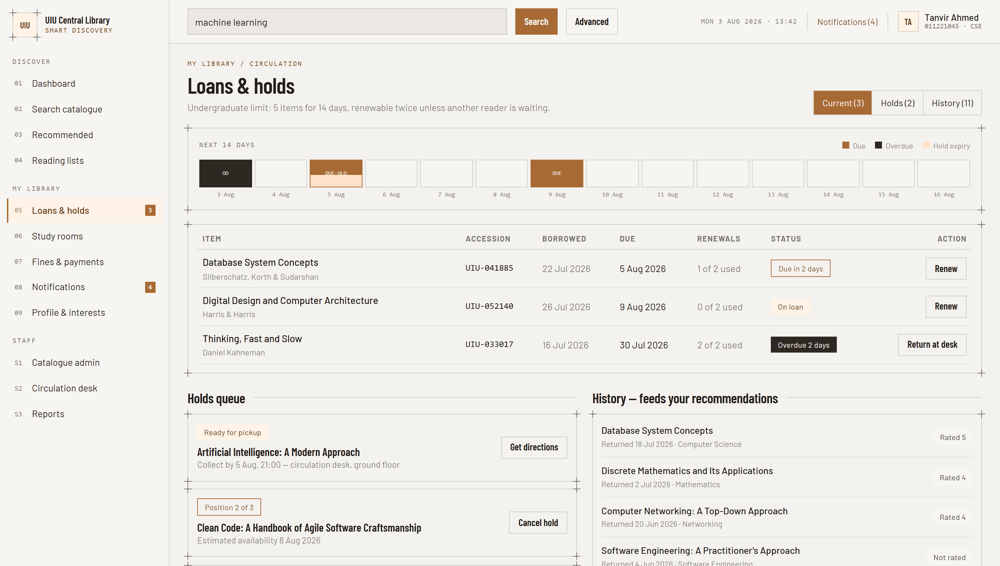 UIU
UIU Central Library
SMART DISCOVERY
machine learning
Search
Advanced
MON 3 AUG 2026 · 13:42
Notifications (4)
TA
Tanvir Ahmed
011221045 · CSE
DISCOVER
01 Dashboard
02 Search catalogue
03 Recommended
04 Reading lists
MY LIBRARY
05 Loans & holds 3
06 Study rooms
07 Fines & payments
08 Notifications 4
09 Profile & interests
STAFF
S1 Catalogue admin
S2 Circulation desk
S3 Reports
MY LIBRARY / CIRCULATION
Loans & holds
Undergraduate limit: 5 items for 14 days, renewable twice unless another reader is waiting.
Current (3)
Holds (2)
History (11)
NEXT 14 DAYS
Due
Overdue
Hold expiry
OD
DUE·HLD
DUE
3 Aug
4 Aug
5 Aug
6 Aug
7 Aug
8 Aug
9 Aug
10 Aug
11 Aug
12 Aug
13 Aug
14 Aug
15 Aug
16 Aug
ITEM ACCESSION BORROWED DUE RENEWALS STATUS ACTION
Database System Concepts
Silberschatz, Korth & Sudarshan
UIU-041885 22 Jul 2026 5 Aug 2026 1 of 2 used Due in 2 days Renew
Digital Design and Computer Architecture
Harris & Harris
UIU-052140 26 Jul 2026 9 Aug 2026 0 of 2 used On loan Renew
Thinking, Fast and Slow
Daniel Kahneman
UIU-033017 16 Jul 2026 30 Jul 2026 2 of 2 used Overdue 2 days Return at desk
Holds queue
Ready for pickup
Artificial Intelligence: A Modern Approach
Collect by 5 Aug, 21:00 — circulation desk, ground floor
Get directions
Position 2 of 3
Clean Code: A Handbook of Agile Software Craftsmanship
Estimated availability 8 Aug 2026
Cancel hold
History — feeds your recommendations
Database System Concepts
Returned 18 Jul 2026 · Computer Science
Rated 5
Discrete Mathematics and Its Applications
Returned 2 Jul 2026 · Mathematics
Rated 4
Computer Networking: A Top-Down Approach
Returned 20 Jun 2026 · Networking
Rated 4
Software Engineering: A Practitioner's Approach
Returned 4 Jun 2026 · Software Engineering
Not rated